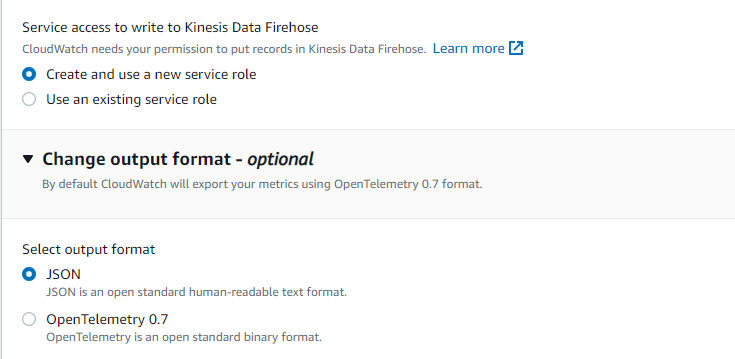 Service access to write to Kinesis Data Firehose
CloudWatch needs your permission to put records in Kinesis Data Firehose. Learn more
Create and use a new service role
Use an existing service role
Change output format - optional
By default CloudWatch will export your metrics using OpenTelemetry 0.7 format.
Select output format
JSON
JSON is an open standard human-readable text format.
OpenTelemetry 0.7
OpenTelemetry is an open standard binary format.